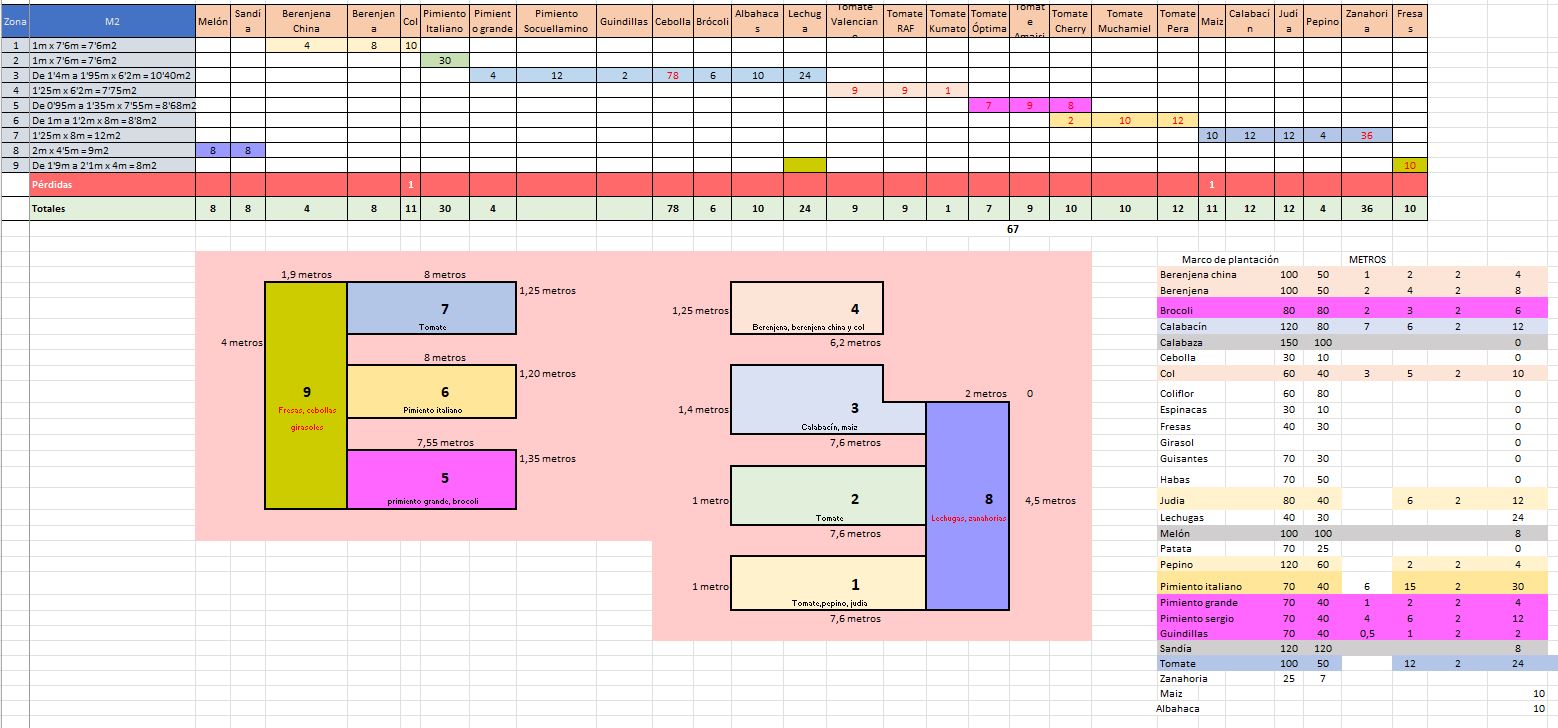 Zona M2 Melón Sandía Berenjena China Berenjena Col Pimiento Italiano Pimiento grande Pimiento Socuellamino Guindillas Cebolla Brócoli Albahacas Lechuga Tomate Valenciano Tomate RAF Tomate Kumato Tomate Óptima Tomate Tomate Cherry Tomate Muchamiel Tomate Pera Maiz Calabacín Judía Pepino Zanahoria Fresas
1 1m x 7'6m = 7'6m2 4 8 10
2 1m x 7'6m = 7'6m2 30
3 De 1'4m a 1'95m x 6'2m = 10'40m2 4 12 2 78 6 10 24
4 1'25m x 6'2m = 7'75m2 9 9 1
5 De 0'95m a 1'35m x 7'55m = 8'68m2 7 9 8
6 De 1m a 1'2m x 8m = 8'8m2 2 10 12
7 1'25m x 8m = 12m2 10 12 12 4 36
8 2m x 4'5m = 9m2 8 8
9 De 1'9m a 2'1m x 4m = 8m2 10
Pérdidas 1 1
Totales 8 8 4 8 11 30 4 78 6 10 24 9 9 1 7 9 10 10 12 11 12 12 4 36 10
67
1,9 metros
8 metros
1,25 metros
7
Tomate
4 metros
8 metros
1,20 metros
9
Fresas, cebollas
girasoles
6
Pimiento italiano
7,55 metros
1,35 metros
5
primiento grande, brocoli
1,25 metros
4
Berenjena, berenjena china y col
6,2 metros
2 metros
0
1,4 metros
3
Calabacín, maiz
7,6 metros
1 metro
2
Tomate
7,6 metros
8
Lechugas, zanahorias
4,5 metros
1 metro
1
Tomate,pepino, judia
7,6 metros
Marco de plantación METROS
Berenjena china 100 50 1 2 2 4
Berenjena 100 50 2 4 2 8
Brocoli 80 80 2 3 2 6
Calabacín 120 80 7 6 2 12
Calabaza 150 100 0
Cebolla 30 10 0
Col 60 40 3 5 2 10
Coliflor 60 80 0
Espinacas 30 10 0
Fresas 40 30 0
Girasol 0
Guisantes 70 30 0
Habas 70 50 0
Judia 80 40 6 2 12
Lechugas 40 30 24
Melón 100 100 8
Patata 70 25 0
Pepino 120 60 2 2 4
Pimiento italiano 70 40 6 15 2 30
Pimiento grande 70 40 1 2 2 4
Pimiento sergio 70 40 4 6 2 12
Guindillas 70 40 0,5 1 2 2
Sandía 120 120 8
Tomate 100 50 12 2 24
Zanahoria 25 7
Maiz 10
Albahaca 10